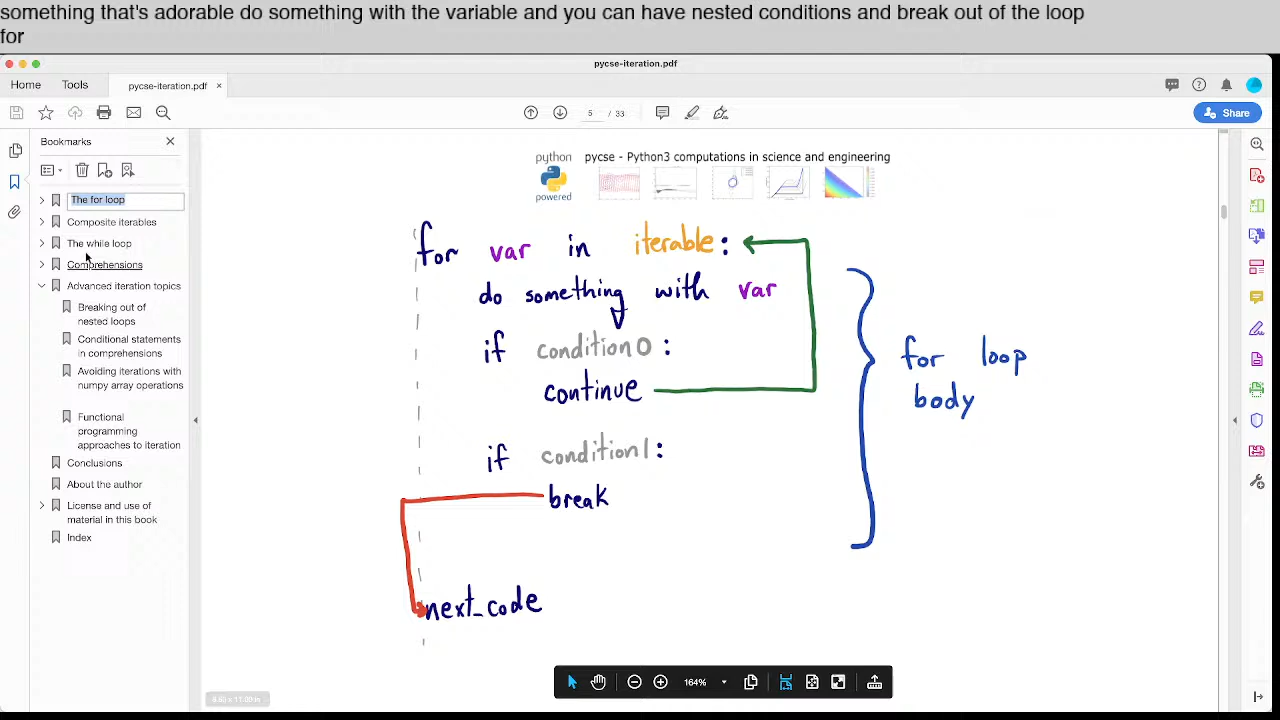 something that's adorable do something with the variable and you can have nested conditions and break out of the loop
for
pycse-iteration.pdf
Home
Tools
pycse-iteration.pdf ×
5 / 33
Share
Bookmarks
The for loop
Composite iterables
The while loop
Comprehensions
Advanced iteration topics
Breaking out of
nested loops
Conditional statements
in comprehensions
Avoiding iterations with
numpy array operations
Functional
programming
approaches to iteration
Conclusions
About the author
License and use of
material in this book
Index
python
powered
pycse - Python3 computations in science and engineering
for var in iterable:
do something with var
if condition0:
continue
if condition1:
break
next_code
for loop
body
164%